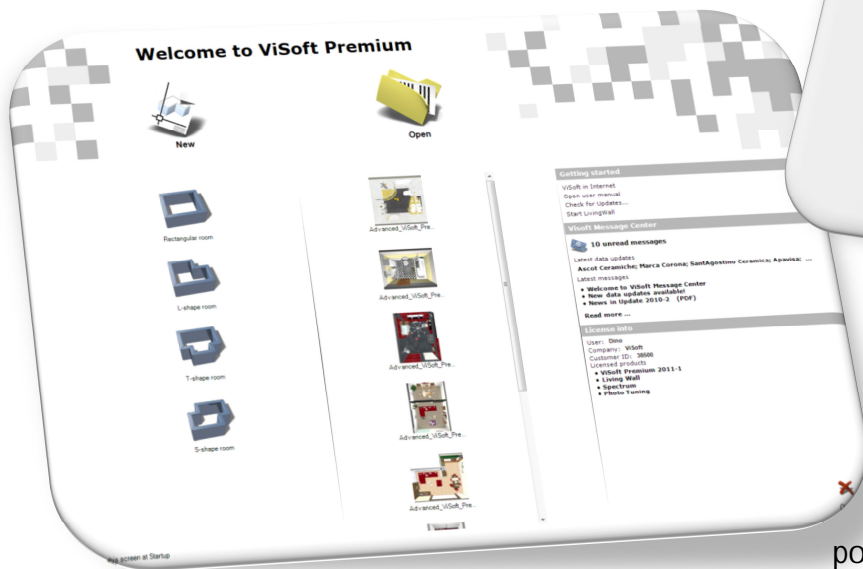 Welcome to ViSoft Premium
New
Open
Rectangular room
L-shape room
T-shape room
S-shape room
Advanced_ViSoft_Pre...
Advanced_ViSoft_Pre...
Advanced_ViSoft_Pre...
Advanced_ViSoft_Pre...
Advanced_ViSoft_Pre...
Getting started
ViSoft in Internet
Open user manual
Check for updates...
Start LivingWall
Visoft Message Center
10 unread messages
Latest data updates
Ascot Ceramiche; Marca Corona; SantAgostino Ceramica; Apavisa; ...
Latest messages
• Welcome to ViSoft Message Center
• New data updates available!
• News in Update 2010-2 (PDF)
Read more ...
License info
User: Dino
Company: ViSoft
Customer ID: 38608
Licensed products
• ViSoft Premium 2011-1
• Living Wall
• Spectrum
• Photo Tuning
screen at Startup
po